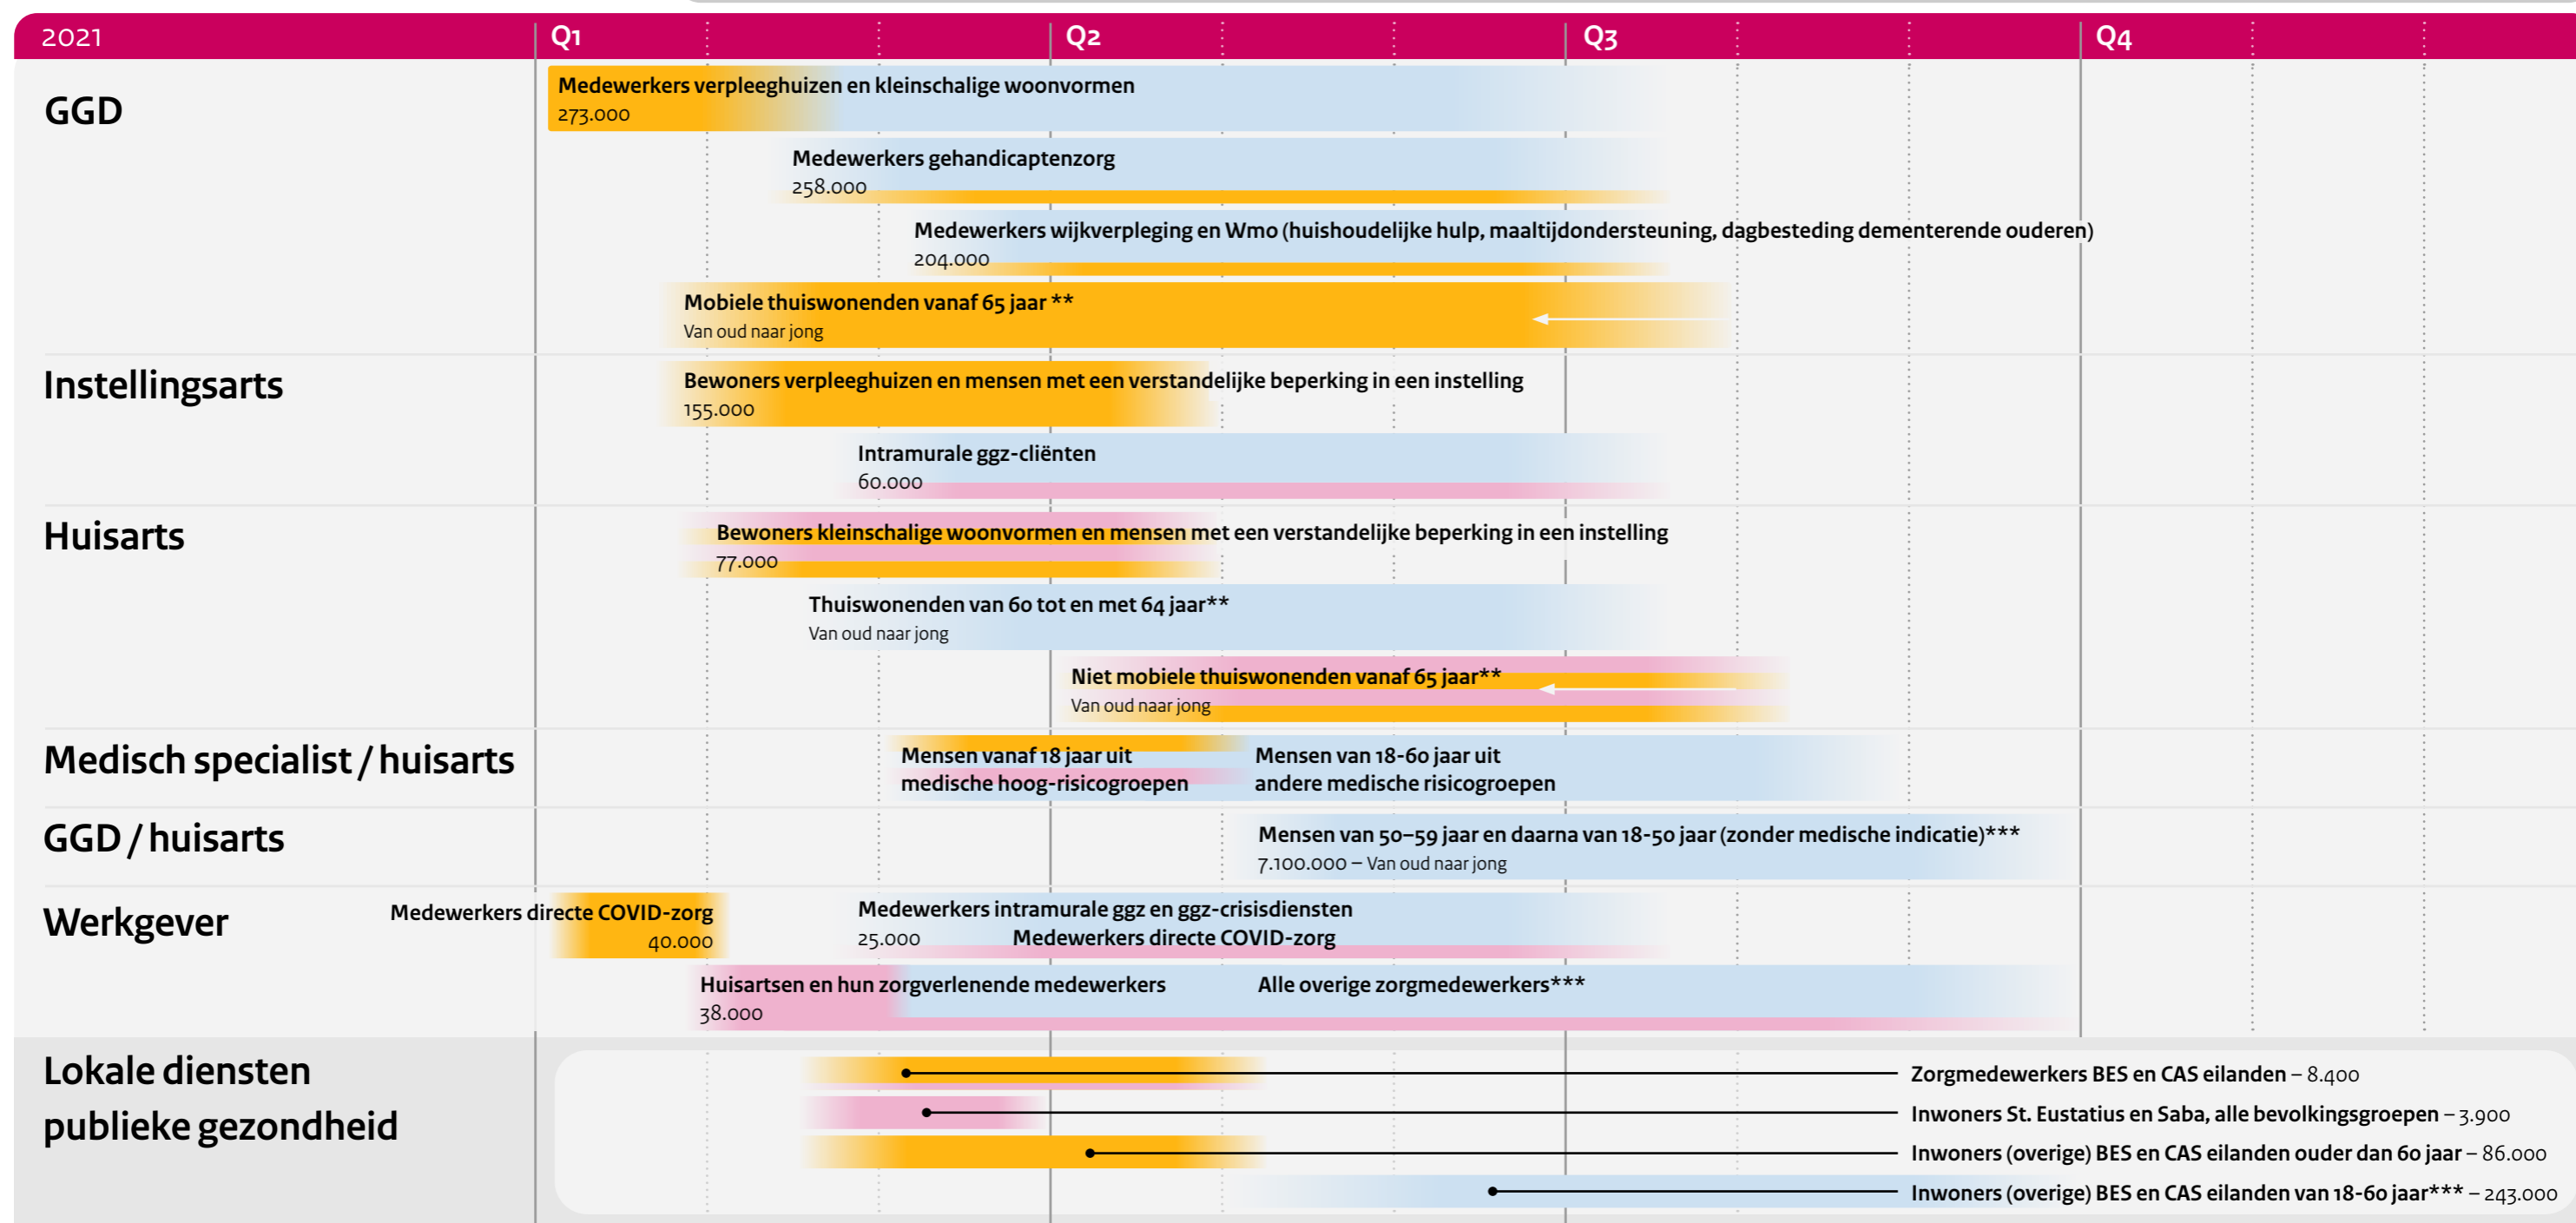 2021 Q1 Q2 Q3 Q4
GGD
Medewerkers verpleeghuizen en kleinschalige woonvormen
273.000
Medewerkers gehandicaptenzorg
258.000
Medewerkers wijkverpleging en Wmo (huishoudelijke hulp, maaltijdondersteuning, dagbesteding dementerende ouderen)
204.000
Mobiele thuiswonenden vanaf 65 jaar **
Van oud naar jong
Instellingsarts
Bewoners verpleeghuizen en mensen met een verstandelijke beperking in een instelling
155.000
Intramurale ggz-cliënten
60.000
Huisarts
Bewoners kleinschalige woonvormen en mensen met een verstandelijke beperking in een instelling
77.000
Thuiswonenden van 60 tot en met 64 jaar**
Van oud naar jong
Niet mobiele thuiswonenden vanaf 65 jaar**
Van oud naar jong
Medisch specialist / huisarts
Mensen vanaf 18 jaar uit
medische hoog-risicogroepen
Mensen van 18-60 jaar uit
andere medische risicogroepen
GGD / huisarts
Mensen van 50–59 jaar en daarna van 18-50 jaar (zonder medische indicatie)***
7.100.000 – Van oud naar jong
Werkgever
Medewerkers directe COVID-zorg
40.000
Medewerkers intramurale ggz en ggz-crisisdiensten
25.000
Medewerkers directe COVID-zorg
Huisartsen en hun zorgverlenende medewerkers
38.000
Alle overige zorgmedewerkers***
Lokale diensten
publieke gezondheid
Zorgmedewerkers BES en CAS eilanden – 8.400
Inwoners St. Eustatius en Saba, alle bevolkingsgroepen – 3.900
Inwoners (overige) BES en CAS eilanden ouder dan 60 jaar – 86.000
Inwoners (overige) BES en CAS eilanden van 18-60 jaar*** – 243.000